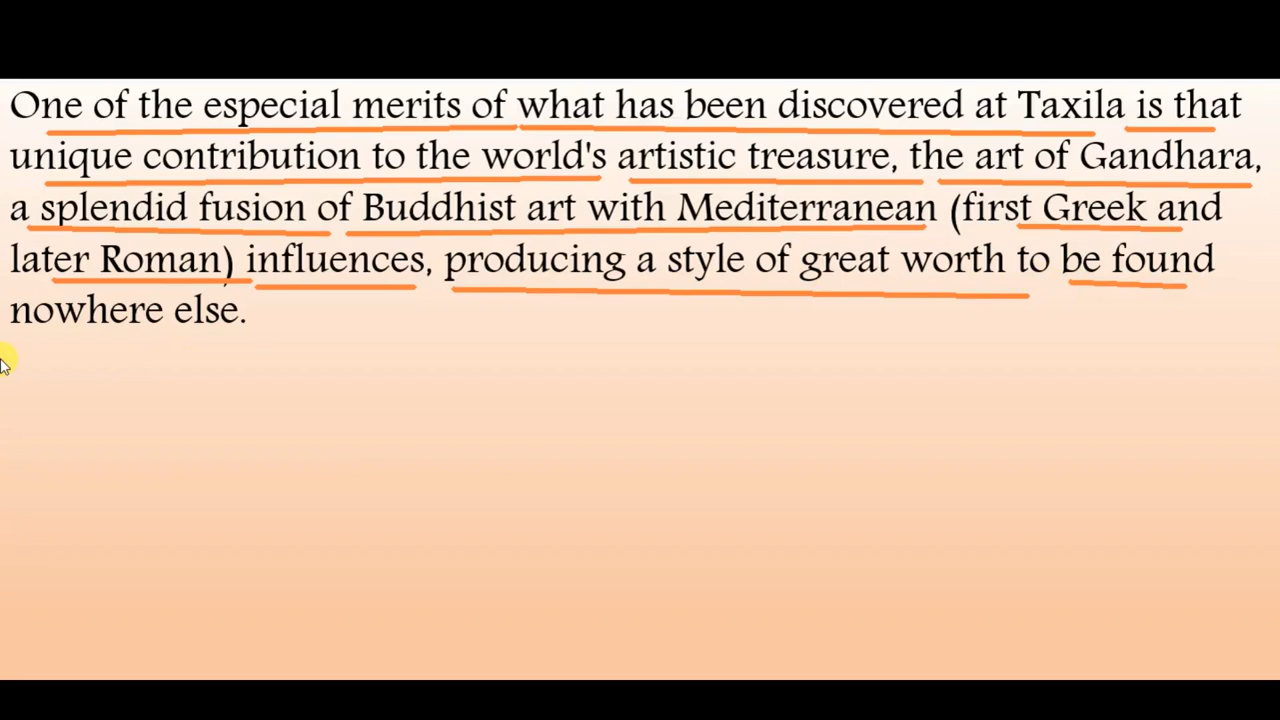 One of the especial merits of what has been discovered at Taxila is that
unique contribution to the world's artistic treasure, the art of Gandhara,
a splendid fusion of Buddhist art with Mediterranean (first Greek and
later Roman) influences, producing a style of great worth to be found
nowhere else.